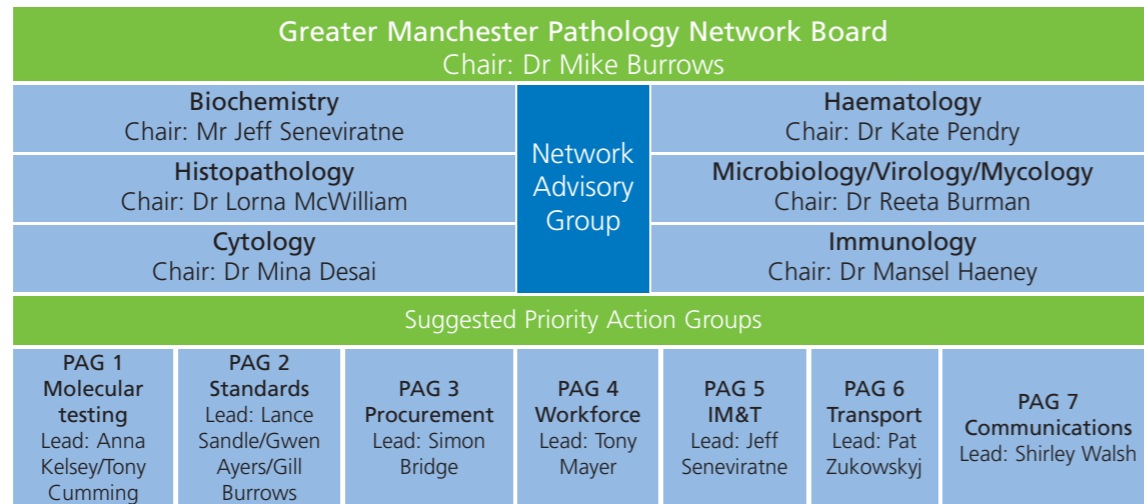 Greater Manchester Pathology Network Board
Chair: Dr Mike Burrows
Biochemistry
Chair: Mr Jeff Seneviratne
Histopathology
Chair: Dr Lorna McWilliam
Cytology
Chair: Dr Mina Desai
Network
Advisory
Group
Haematology
Chair: Dr Kate Pendry
Microbiology/Virology/Mycology
Chair: Dr Reeta Burman
Immunology
Chair: Dr Mansel Haeney
Suggested Priority Action Groups
PAG 1
Molecular
testing
Lead: Anna
Kelsey/Tony
Cumming
PAG 2
Standards
Lead: Lance
Sandle/Gwen
Ayers/Gill
Burrows
PAG 3
Procurement
Lead: Simon
Bridge
PAG 4
Workforce
Lead: Tony
Mayer
PAG 5
IM&T
Lead: Jeff
Seneviratne
PAG 6
Transport
Lead: Pat
Zukowskyj
PAG 7
Communications
Lead: Shirley Walsh